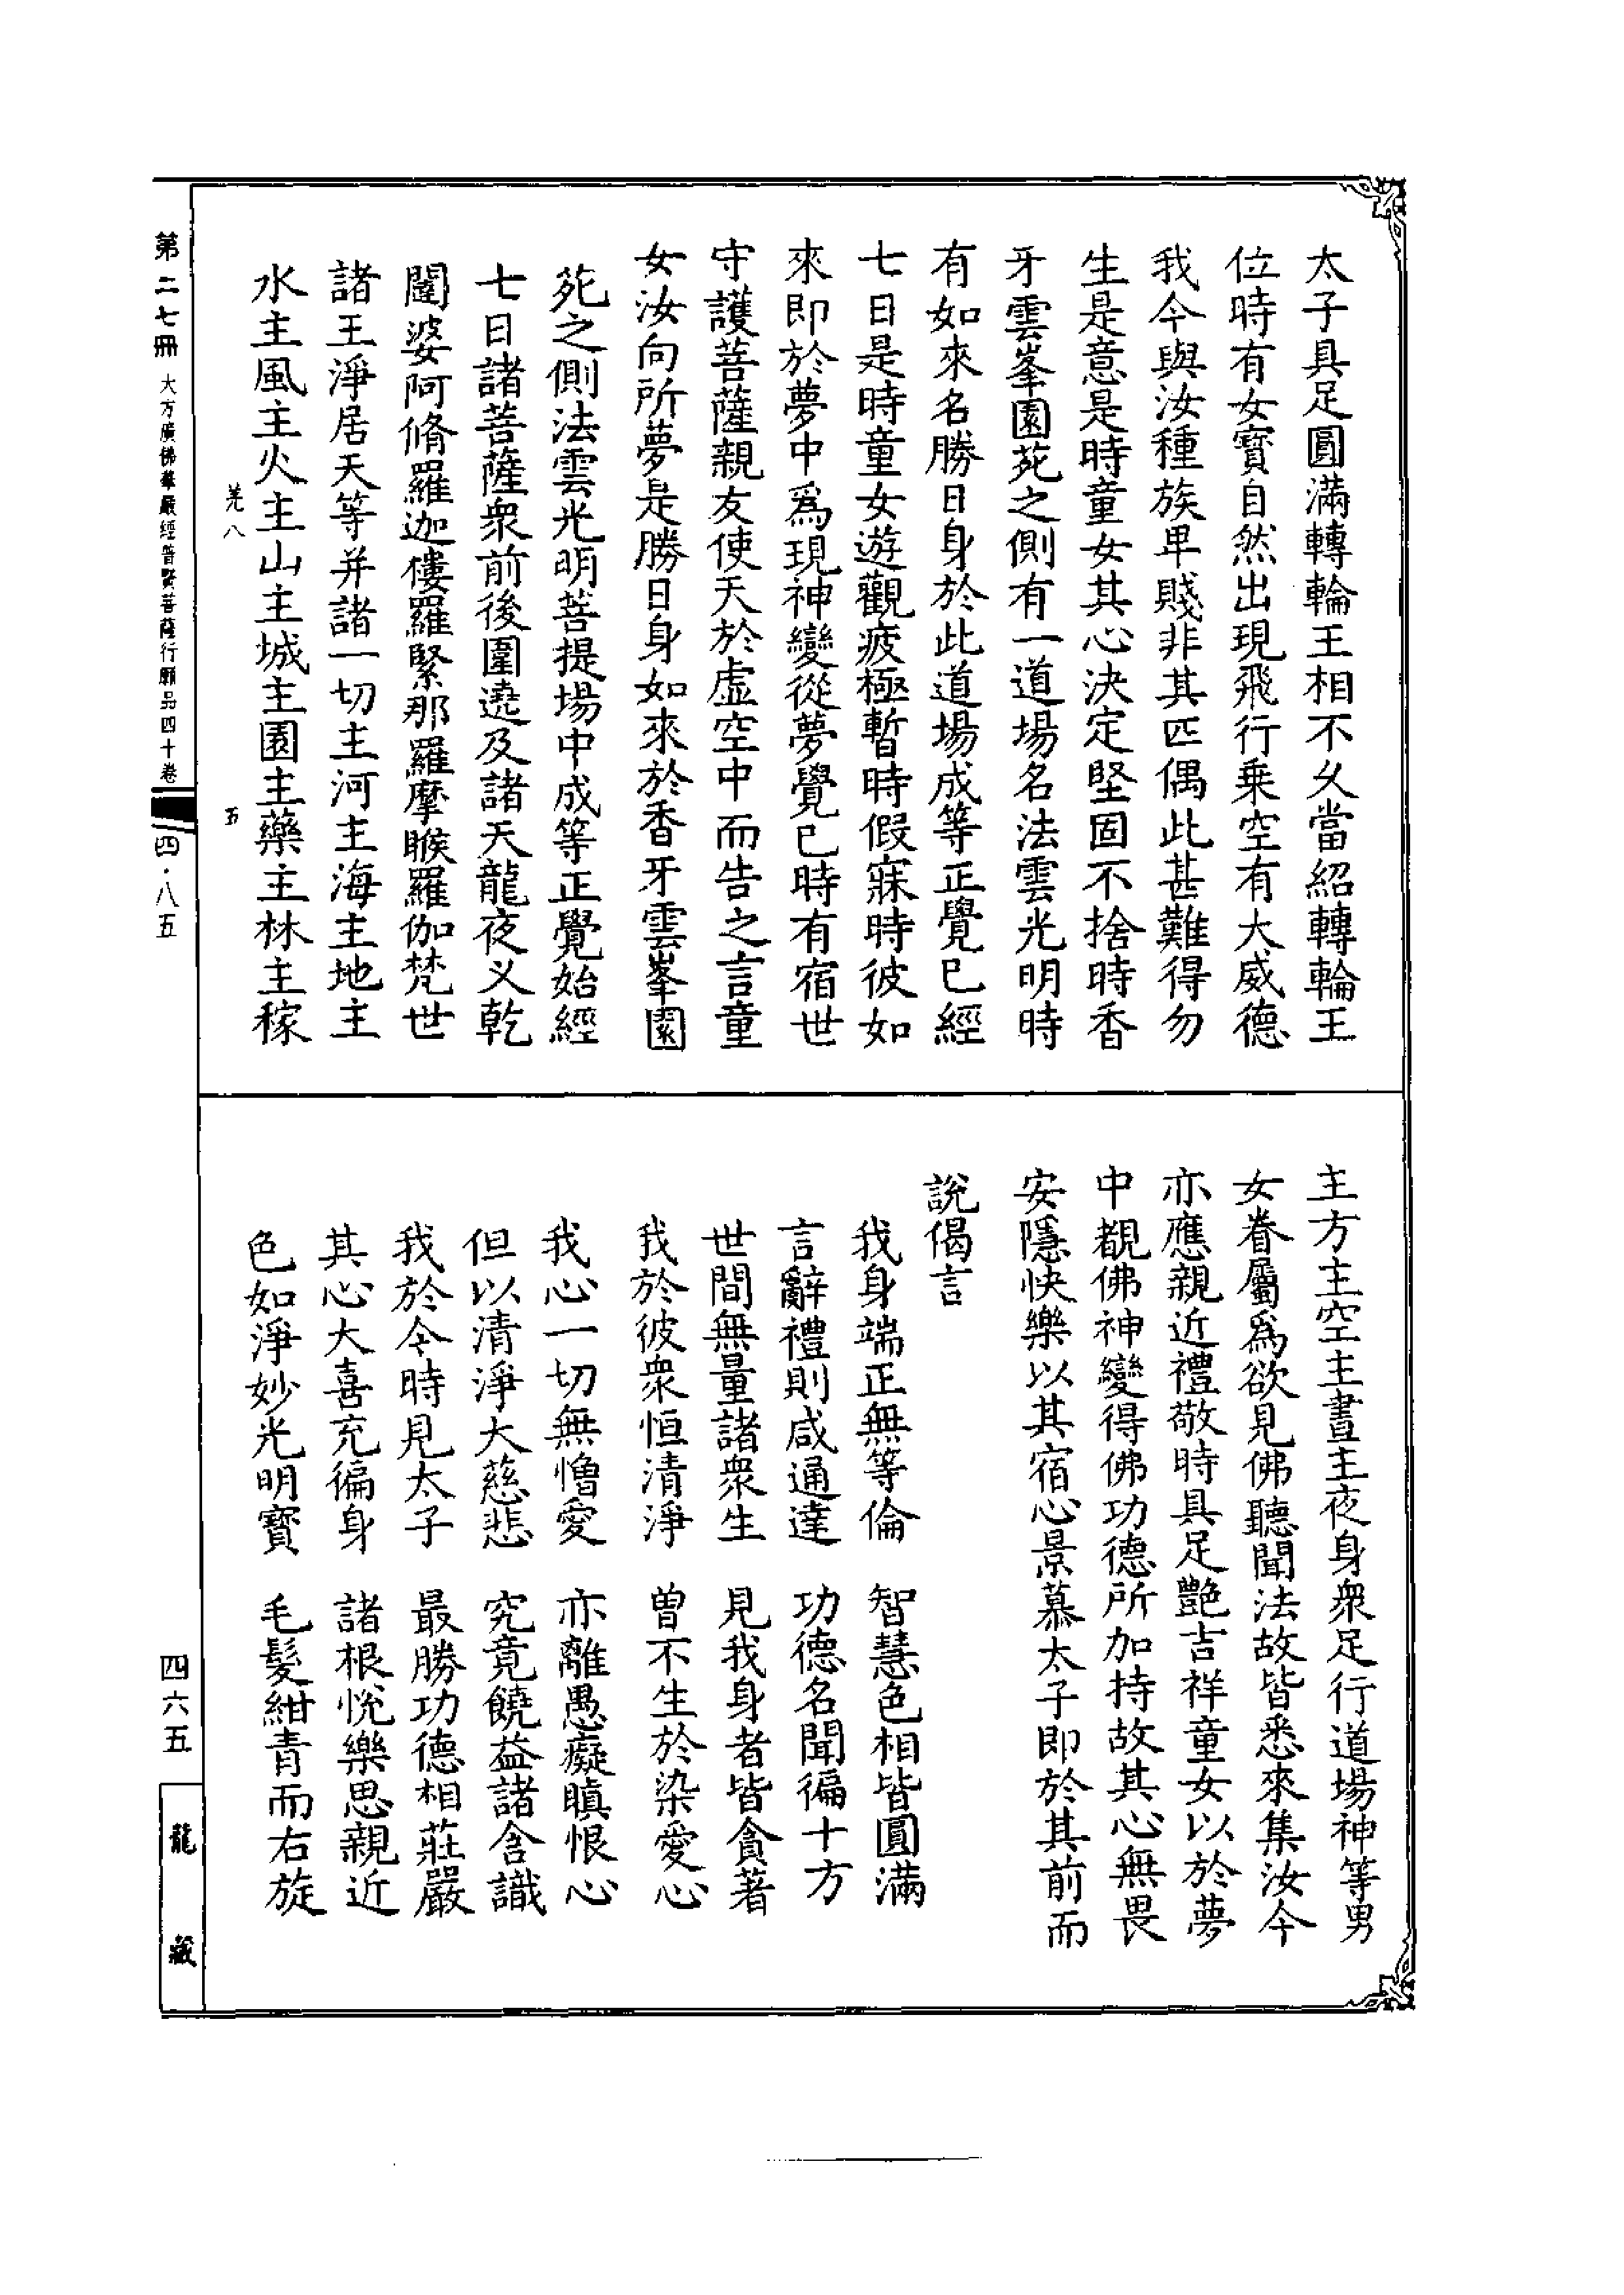 太子具足圓滿轉輪王相不久當紹轉輪王
位時有女寶自然出現飛行乗空有大威德
我今與汝種族卑賤非其匹偶此甚難得勿
生是意是時童女其心決定堅固不捨時香
牙雲峯園苑之側有一道場名法雲光明時
有如來名勝日身於此道場成等正覺已經
七日是時童女遊觀疲極暫時假寐時彼如
來即於夢中爲現神變從夢覺已時有宿世
守護菩薩親友使天於虛空中而告之言童
女汝向所夢是勝日身如來於香牙雲峯園
苑之側法雲光明菩提場中成等正覺始經
七日諸菩薩衆前後圍遶及諸天龍夜叉乾
闥婆阿脩羅迦樓羅緊那羅摩睺羅伽梵世
諸王淨居天等并諸一切主河主海主地主
水主風主火主山主城主園主藥主林主稼
羌八
五
主方主空主晝主夜身衆足行道場神等男
女眷屬爲欲見佛聽聞法故皆悉來集汝今
亦應親近禮敬時具足艷吉祥童女以於夢
中覩佛神變得佛功德所加持故其心無畏
安隱快樂以其宿心景慕太子即於其前而
說偈言
我身端正無等倫　智慧色相皆圓滿
言辭禮則咸通達　功德名聞徧十方
世間無量諸衆生　見我身者皆貪著
我於彼衆恒清淨　曾不生於染愛心
我心一切無憎愛　亦離愚癡瞋恨心
但以清淨大慈悲　究竟饒益諸含識
我於今時見太子　最勝功德相莊嚴
其心大喜充徧身　諸根悅樂思親近
色如淨妙光明寶　毛髮紺青而右旋
第二七冊　大方廣佛華嚴經普賢菩薩行願品四十卷
四·八五
四六五
龍藏